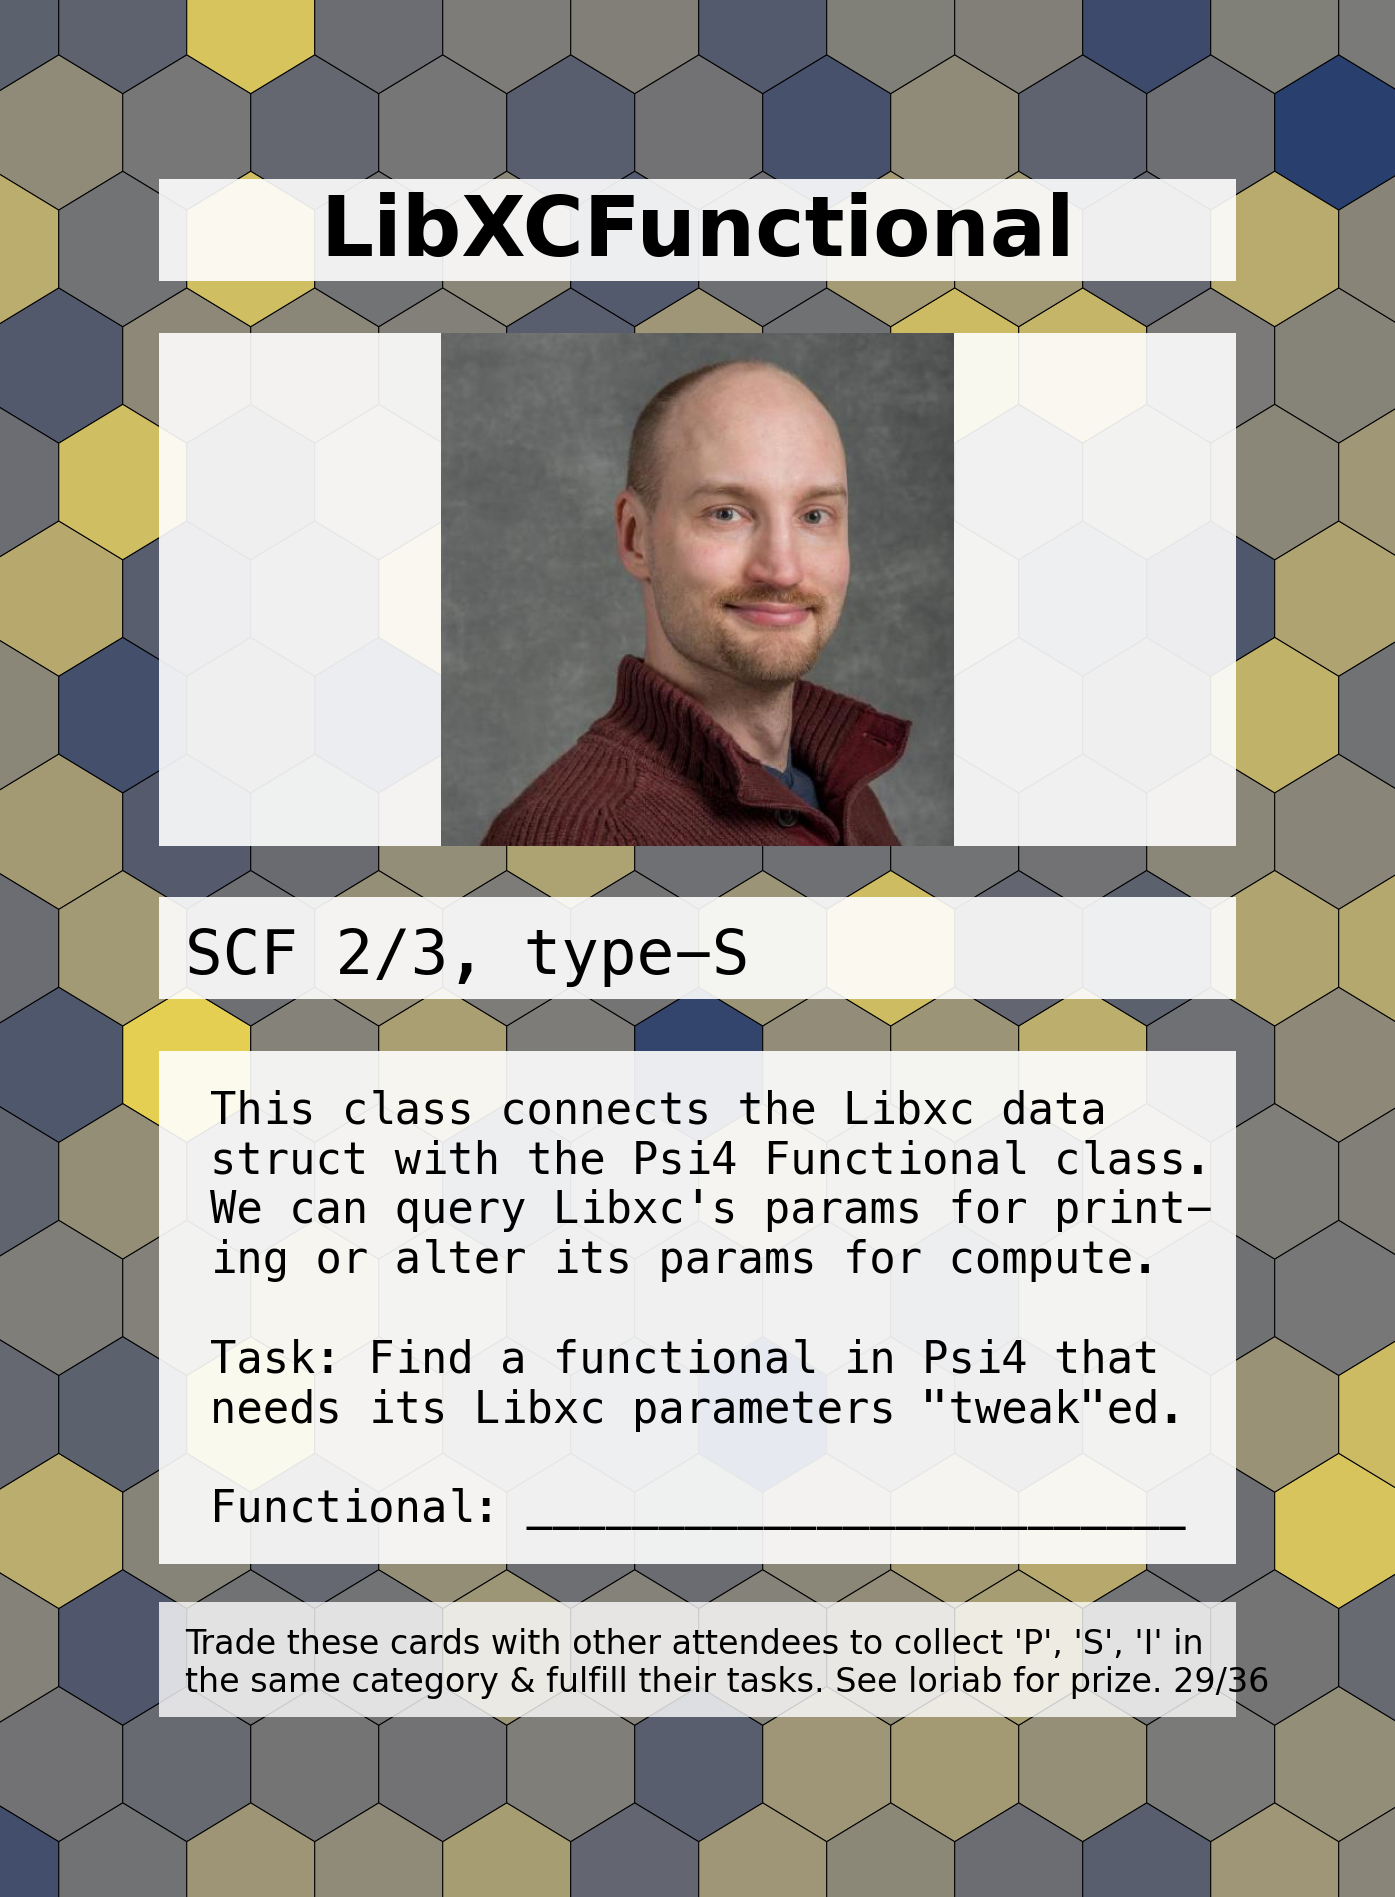 LibXCFunctional
SCF 2/3, type–S
This class connects the Libxc data
struct with the Psi4 Functional class.
We can query Libxc's params for print–
ing or alter its params for compute.
Task: Find a functional in Psi4 that
needs its Libxc parameters "tweak"ed.
Functional: _________________________
Trade these cards with other attendees to collect 'P', 'S', 'I' in
the same category & fulfill their tasks. See loriab for prize. 29/36